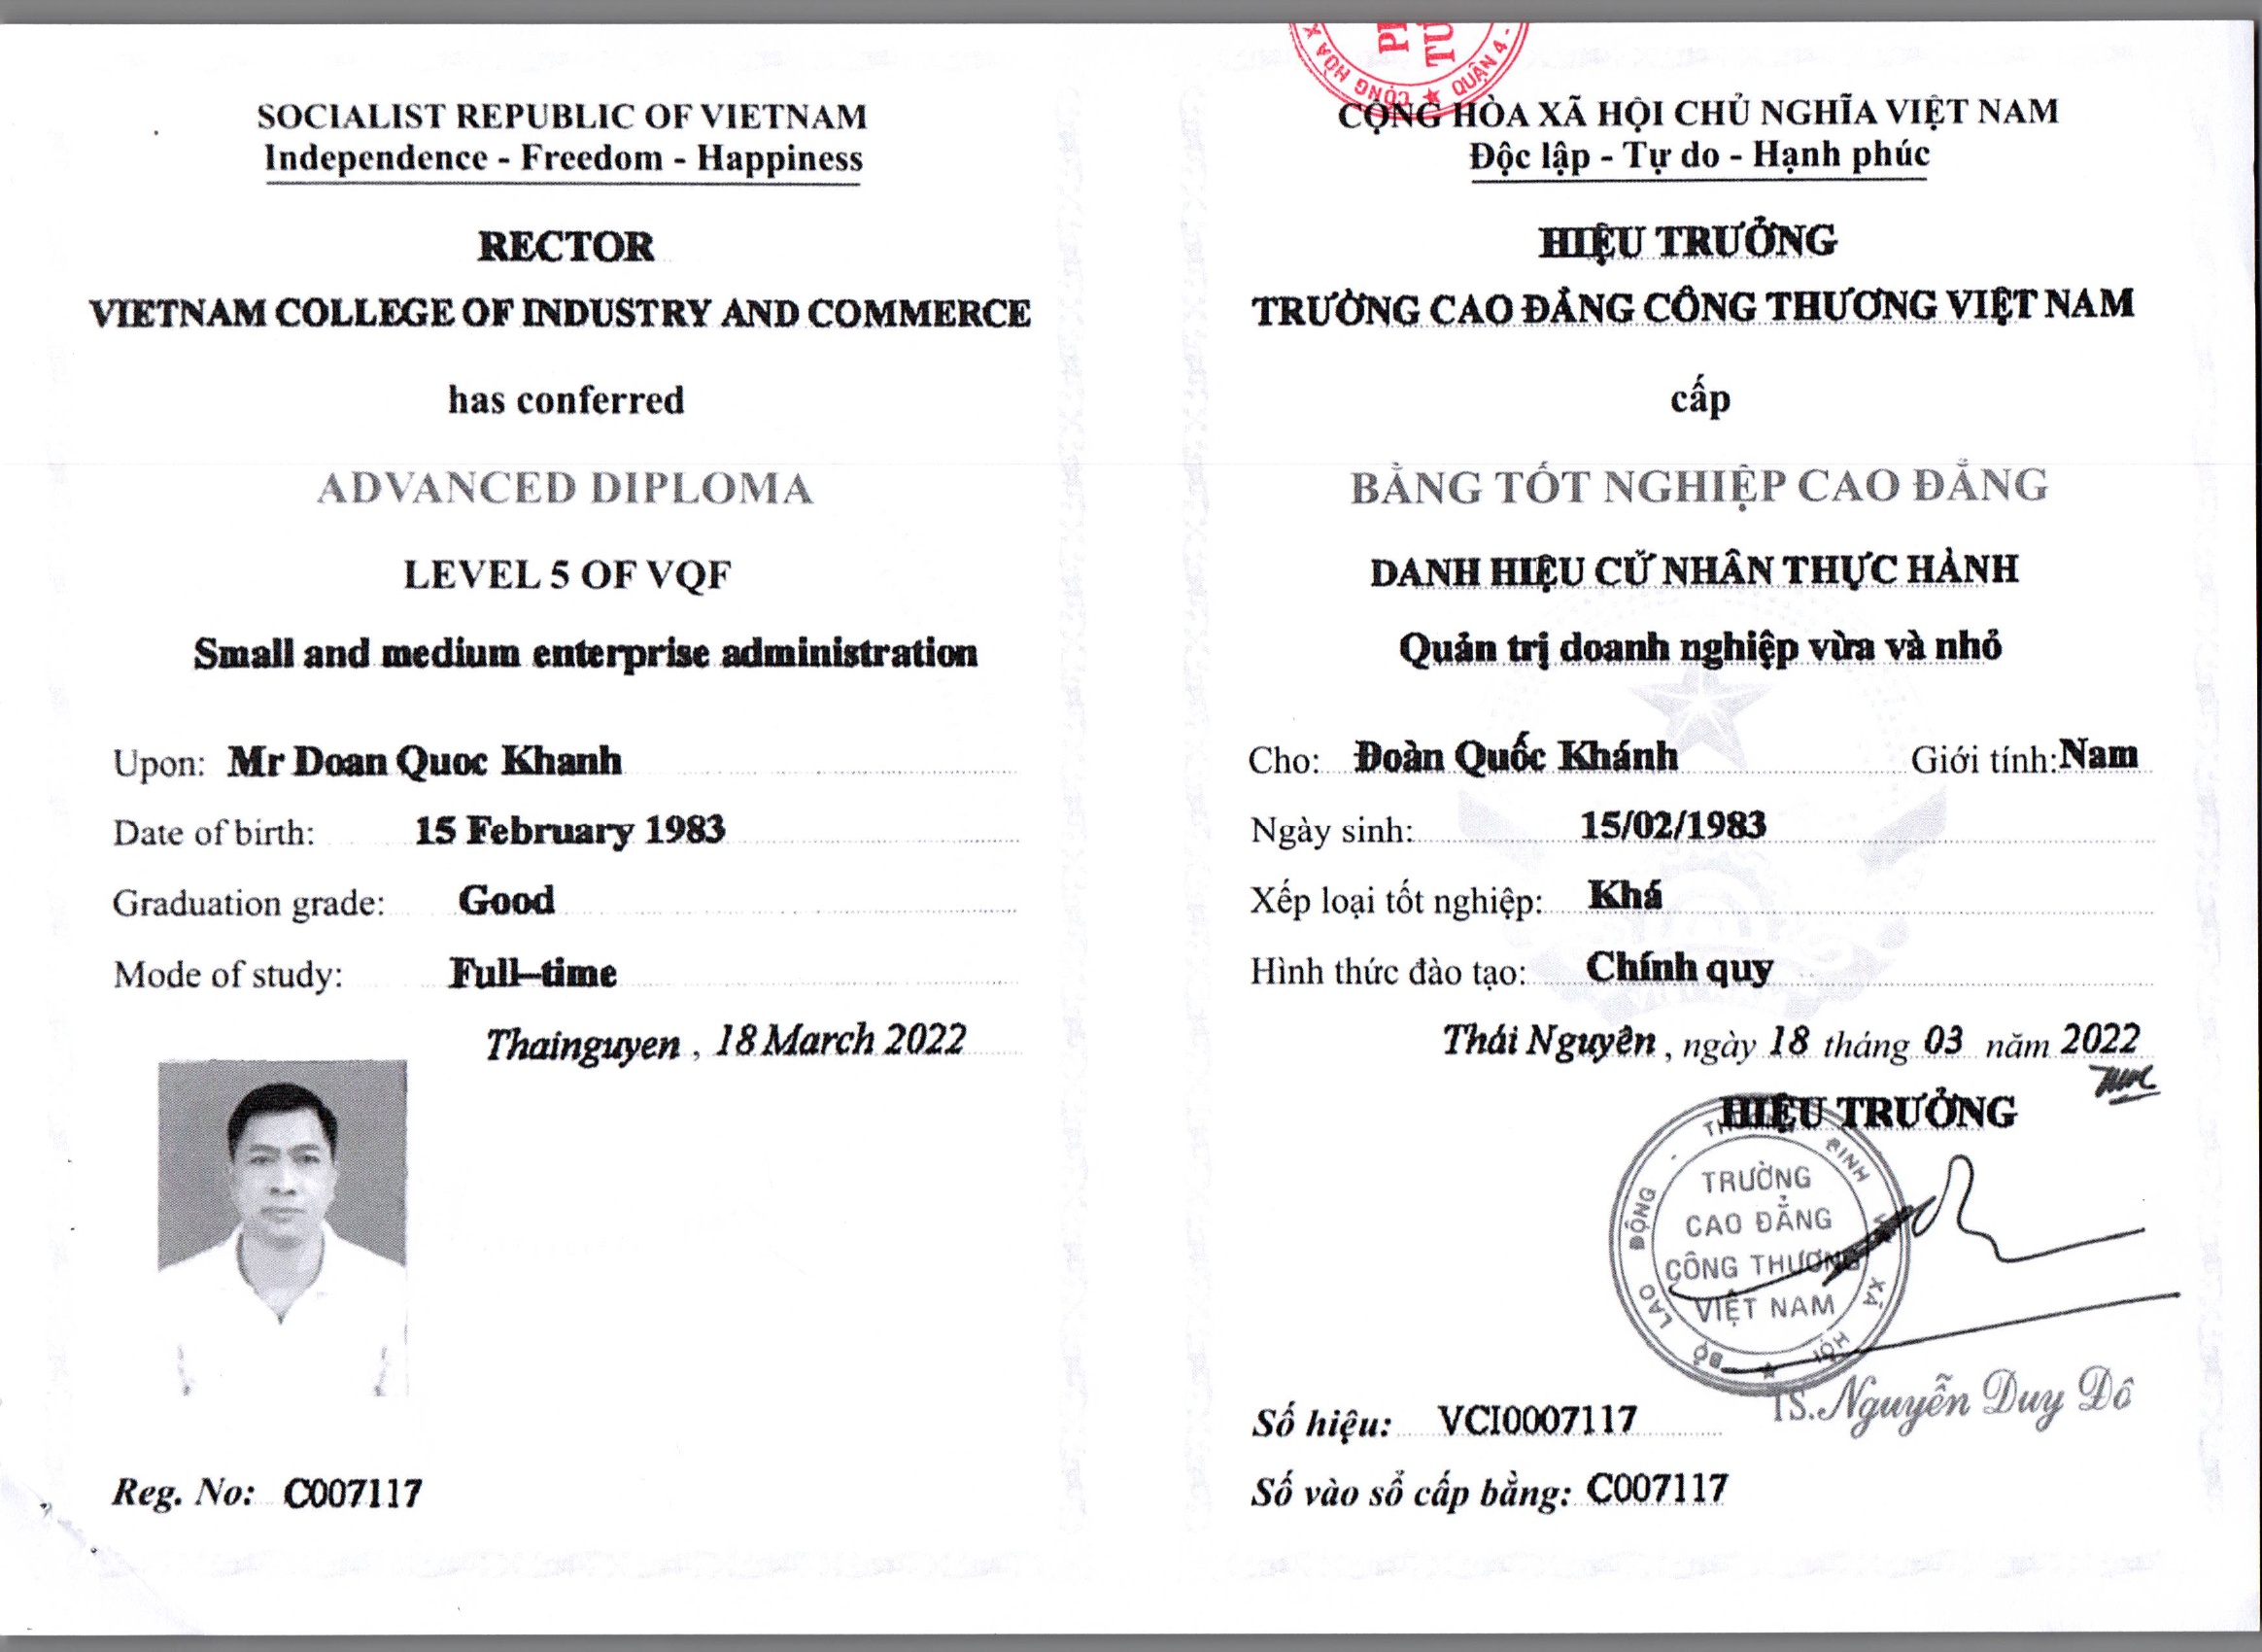 SOCIALIST REPUBLIC OF VIETNAM
Independence - Freedom - Happiness
RECTOR
VIETNAM COLLEGE OF INDUSTRY AND COMMERCE
has conferred
ADVANCED DIPLOMA
LEVEL 5 OF VQF
Small and medium enterprise administration
Upon: Mr Doan Quoc Khanh
Date of birth: 15 February 1983
Graduation grade: Good
Mode of study: Full-time
Thainguyen , 18 March 2022
Reg. No: C007117
CỘNG HÒA X
QUẬN 4 -
CỘNG HÒA XÃ HỘI CHỦ NGHĨA VIỆT NAM
Độc lập - Tự do - Hạnh phúc
HIỆU TRƯỞNG
TRƯỜNG CAO ĐẲNG CÔNG THƯƠNG VIỆT NAM
cấp
BẰNG TỐT NGHIỆP CAO ĐẲNG
DANH HIỆU CỬ NHÂN THỰC HÀNH
Quản trị doanh nghiệp vừa và nhỏ
Cho: Đoàn Quốc Khánh Giới tính: Nam
Ngày sinh: 15/02/1983
Xếp loại tốt nghiệp: Khá
Hình thức đào tạo: Chính quy
Thái Nguyên , ngày 18 tháng 03 năm 2022
HIỆU TRƯỞNG
BỘ LAO ĐỘNG - THƯƠNG BINH VÀ XÃ HỘI
TRƯỜNG
CAO ĐẲNG
CÔNG THƯƠNG
VIỆT NAM
TS.Nguyễn Duy Đô
Số hiệu: VCI0007117
Số vào sổ cấp bằng: C007117